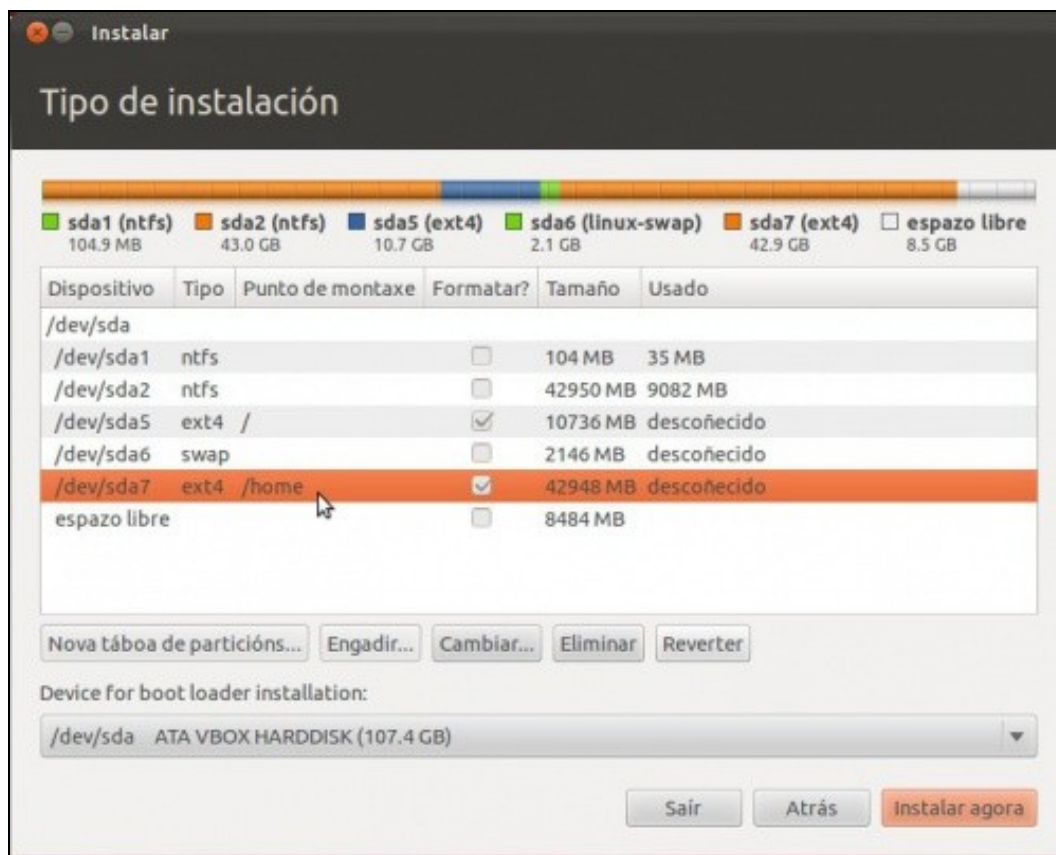 Instalar
Tipo de instalación
sda1 (ntfs) sda2 (ntfs) sda5 (ext4) sda6 (linux-swap) sda7 (ext4) espazo libre
104.9 MB 43.0 GB 10.7 GB 2.1 GB 42.9 GB 8.5 GB
Dispositivo Tipo Punto de montaxe Formatar? Tamaño Usado
/dev/sda
/dev/sda1 ntfs 104 MB 35 MB
/dev/sda2 ntfs 42950 MB 9082 MB
/dev/sda5 ext4 / 10736 MB descoñecido
/dev/sda6 swap 2146 MB descoñecido
/dev/sda7 ext4 /home 42948 MB descoñecido
espazo libre 8484 MB
Nova táboa de particións... Engadir... Cambiar... Eliminar Reverter
Device for boot loader installation:
/dev/sda ATA VBOX HARDDISK (107.4 GB)
Saír Atrás Instalar agora